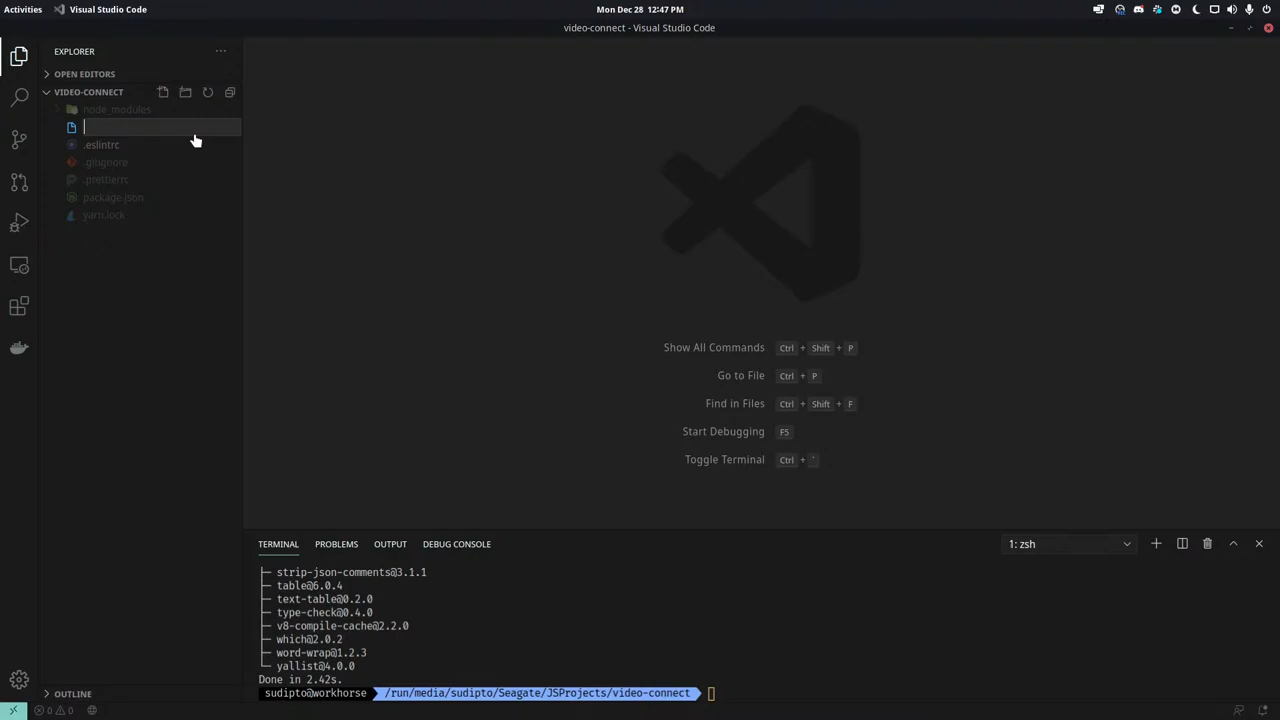 Activities
Visual Studio Code
Mon Dec 28 12:47 PM
video-connect - Visual Studio Code
EXPLORER
OPEN EDITORS
VIDEO-CONNECT
node_modules
.eslintrc
.gitignore
.prettierrc
package.json
yarn.lock
Show All Commands Ctrl + Shift + P
Go to File Ctrl + P
Find in Files Ctrl + Shift + F
Start Debugging F5
Toggle Terminal Ctrl + `
TERMINAL PROBLEMS OUTPUT DEBUG CONSOLE
1: zsh
├─ strip-json-comments@3.1.1
├─ table@6.0.4
├─ text-table@0.2.0
├─ type-check@0.4.0
├─ v8-compile-cache@2.2.0
├─ which@2.0.2
├─ word-wrap@1.2.3
└─ yallist@4.0.0
Done in 2.42s.
sudipto@workhorse /run/media/sudipto/Seagate/JSProjects/video-connect
OUTLINE
0 0